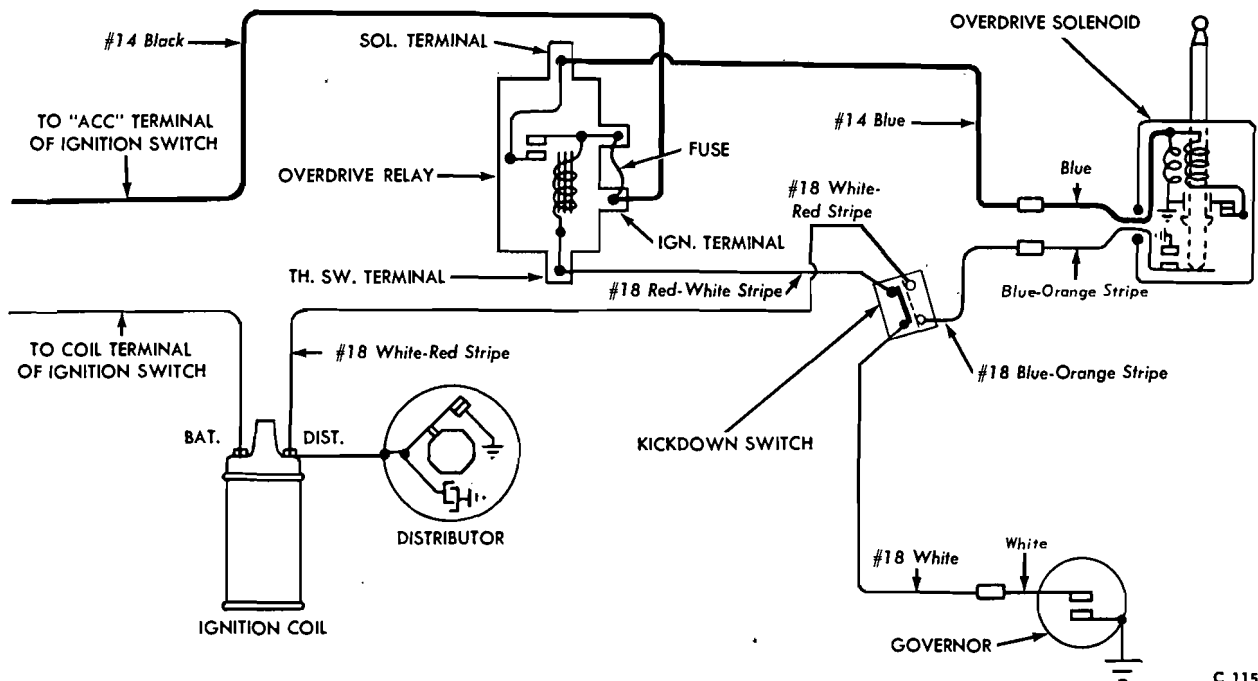 #14 Black
SOL. TERMINAL
OVERDRIVE SOLENOID
TO "ACC" TERMINAL
OF IGNITION SWITCH
#14 Blue
FUSE
OVERDRIVE RELAY
Blue
#18 White-
Red Stripe
IGN. TERMINAL
TH. SW. TERMINAL
#18 Red-White Stripe
Blue-Orange Stripe
TO COIL TERMINAL
OF IGNITION SWITCH
#18 White-Red Stripe
#18 Blue-Orange Stripe
BAT.
DIST.
KICKDOWN SWITCH
DISTRIBUTOR
#18 White
White
IGNITION COIL
GOVERNOR
C 115